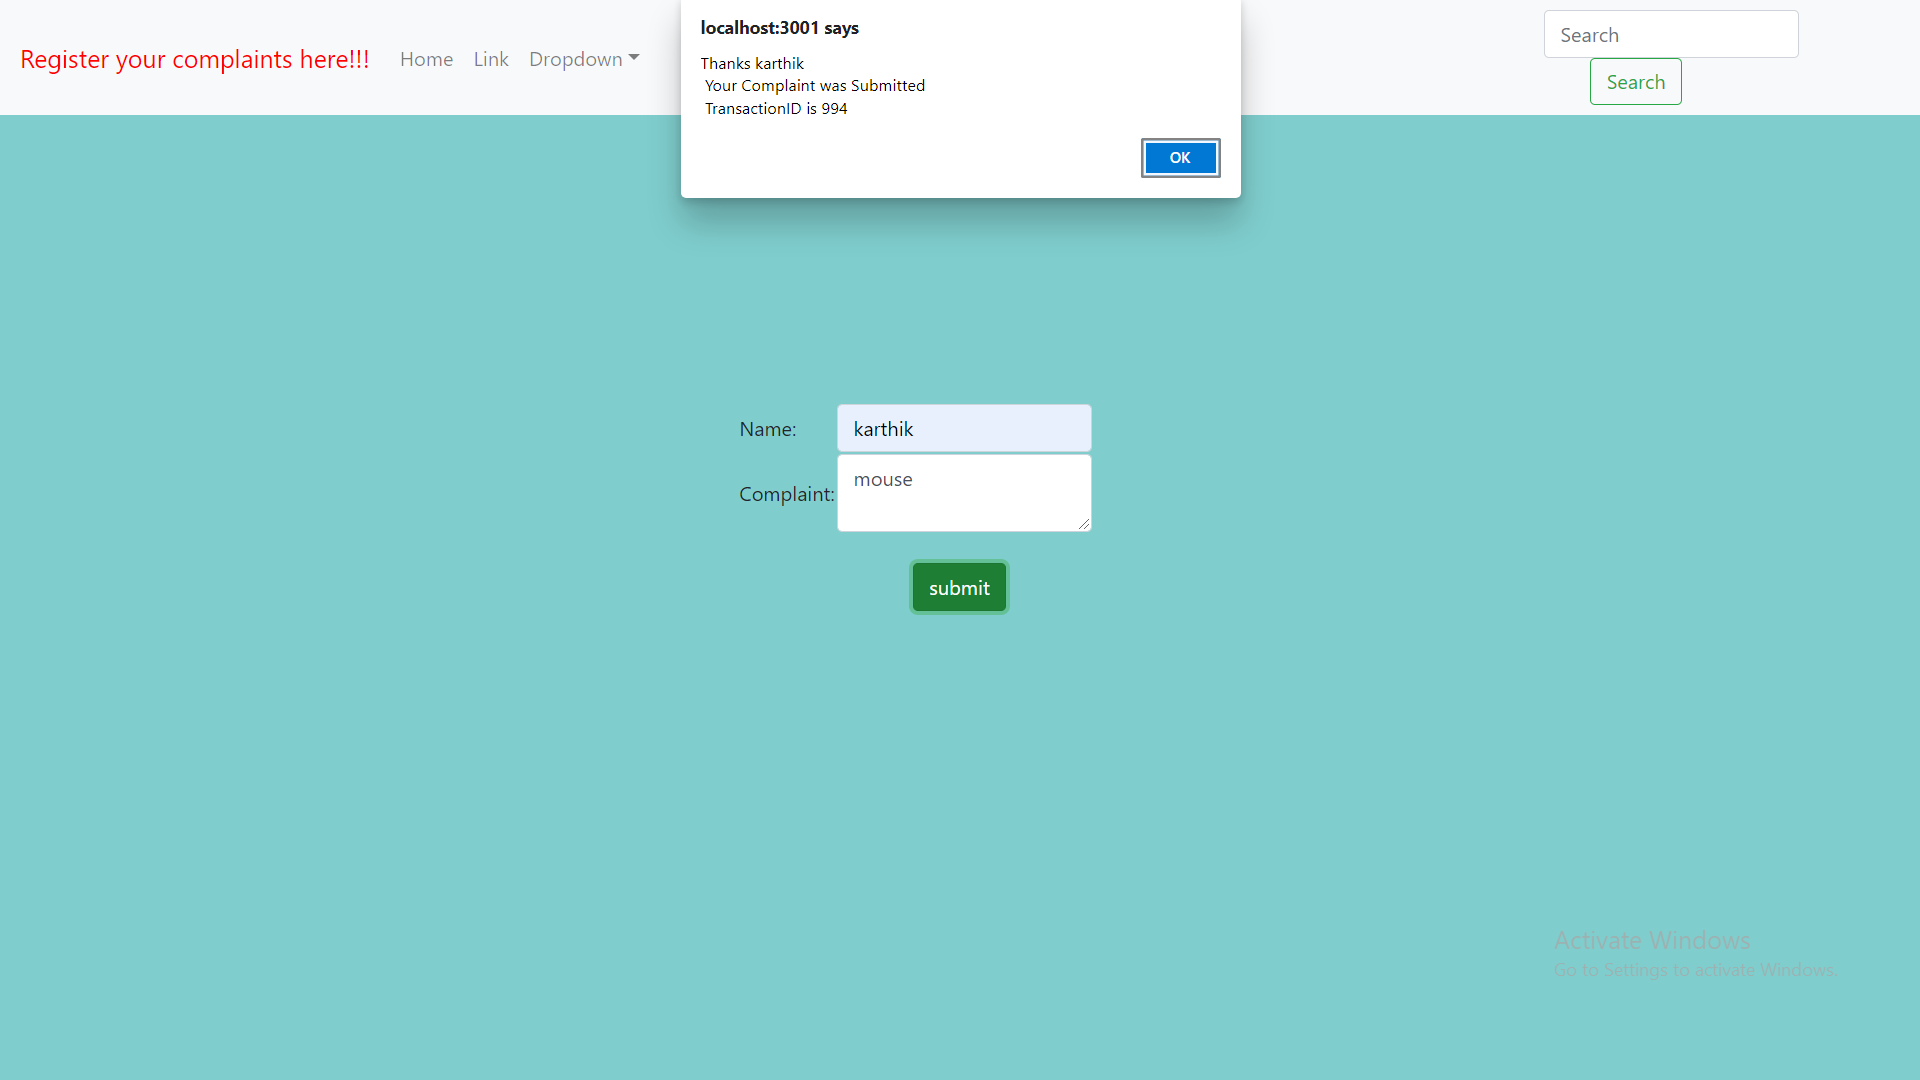 localhost:3001 says
Thanks karthik
Your Complaint was Submitted
TransactionID is 994
OK
Register your complaints here!!! Home Link Dropdown
Search
Search
Name: karthik
Complaint: mouse
submit
Activate Windows
Go to Settings to activate Windows.